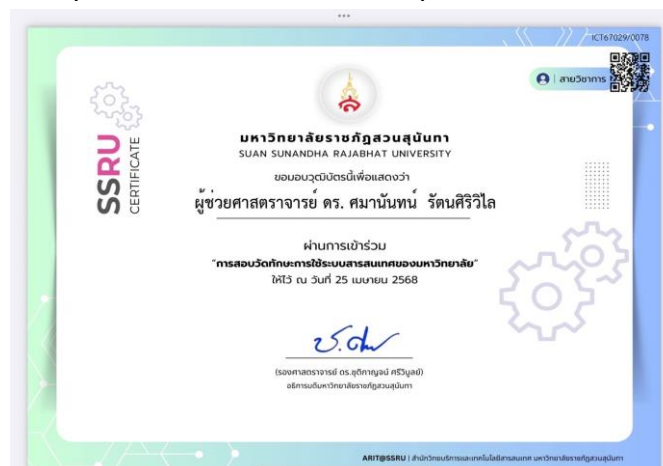 ICT67029/0078
สายวิชาการ
SSRU
CERTIFICATE
มหาวิทยาลัยราชภัฏสวนสุนันทา
SUAN SUNANDHA RAJABHAT UNIVERSITY
ขอมอบวุฒิบัตรนี้เพื่อแสดงว่า
ผู้ช่วยศาสตราจารย์ ดร. ศมานันทน์ รัตนศิริวิไล
ผ่านการเข้าร่วม
"การสอบวัดทักษะการใช้ระบบสารสนเทศของมหาวิทยาลัย"
ให้ไว้ ณ วันที่ 25 เมษายน 2568
(รองศาสตราจารย์ ดร.ชุติกาญจน์ ศรีวิบูลย์)
อธิการบดีมหาวิทยาลัยราชภัฏสวนสุนันทา
ARIT@SSRU | สำนักวิทยบริการและเทคโนโลยีสารสนเทศ มหาวิทยาลัยราชภัฏสวนสุนันทา